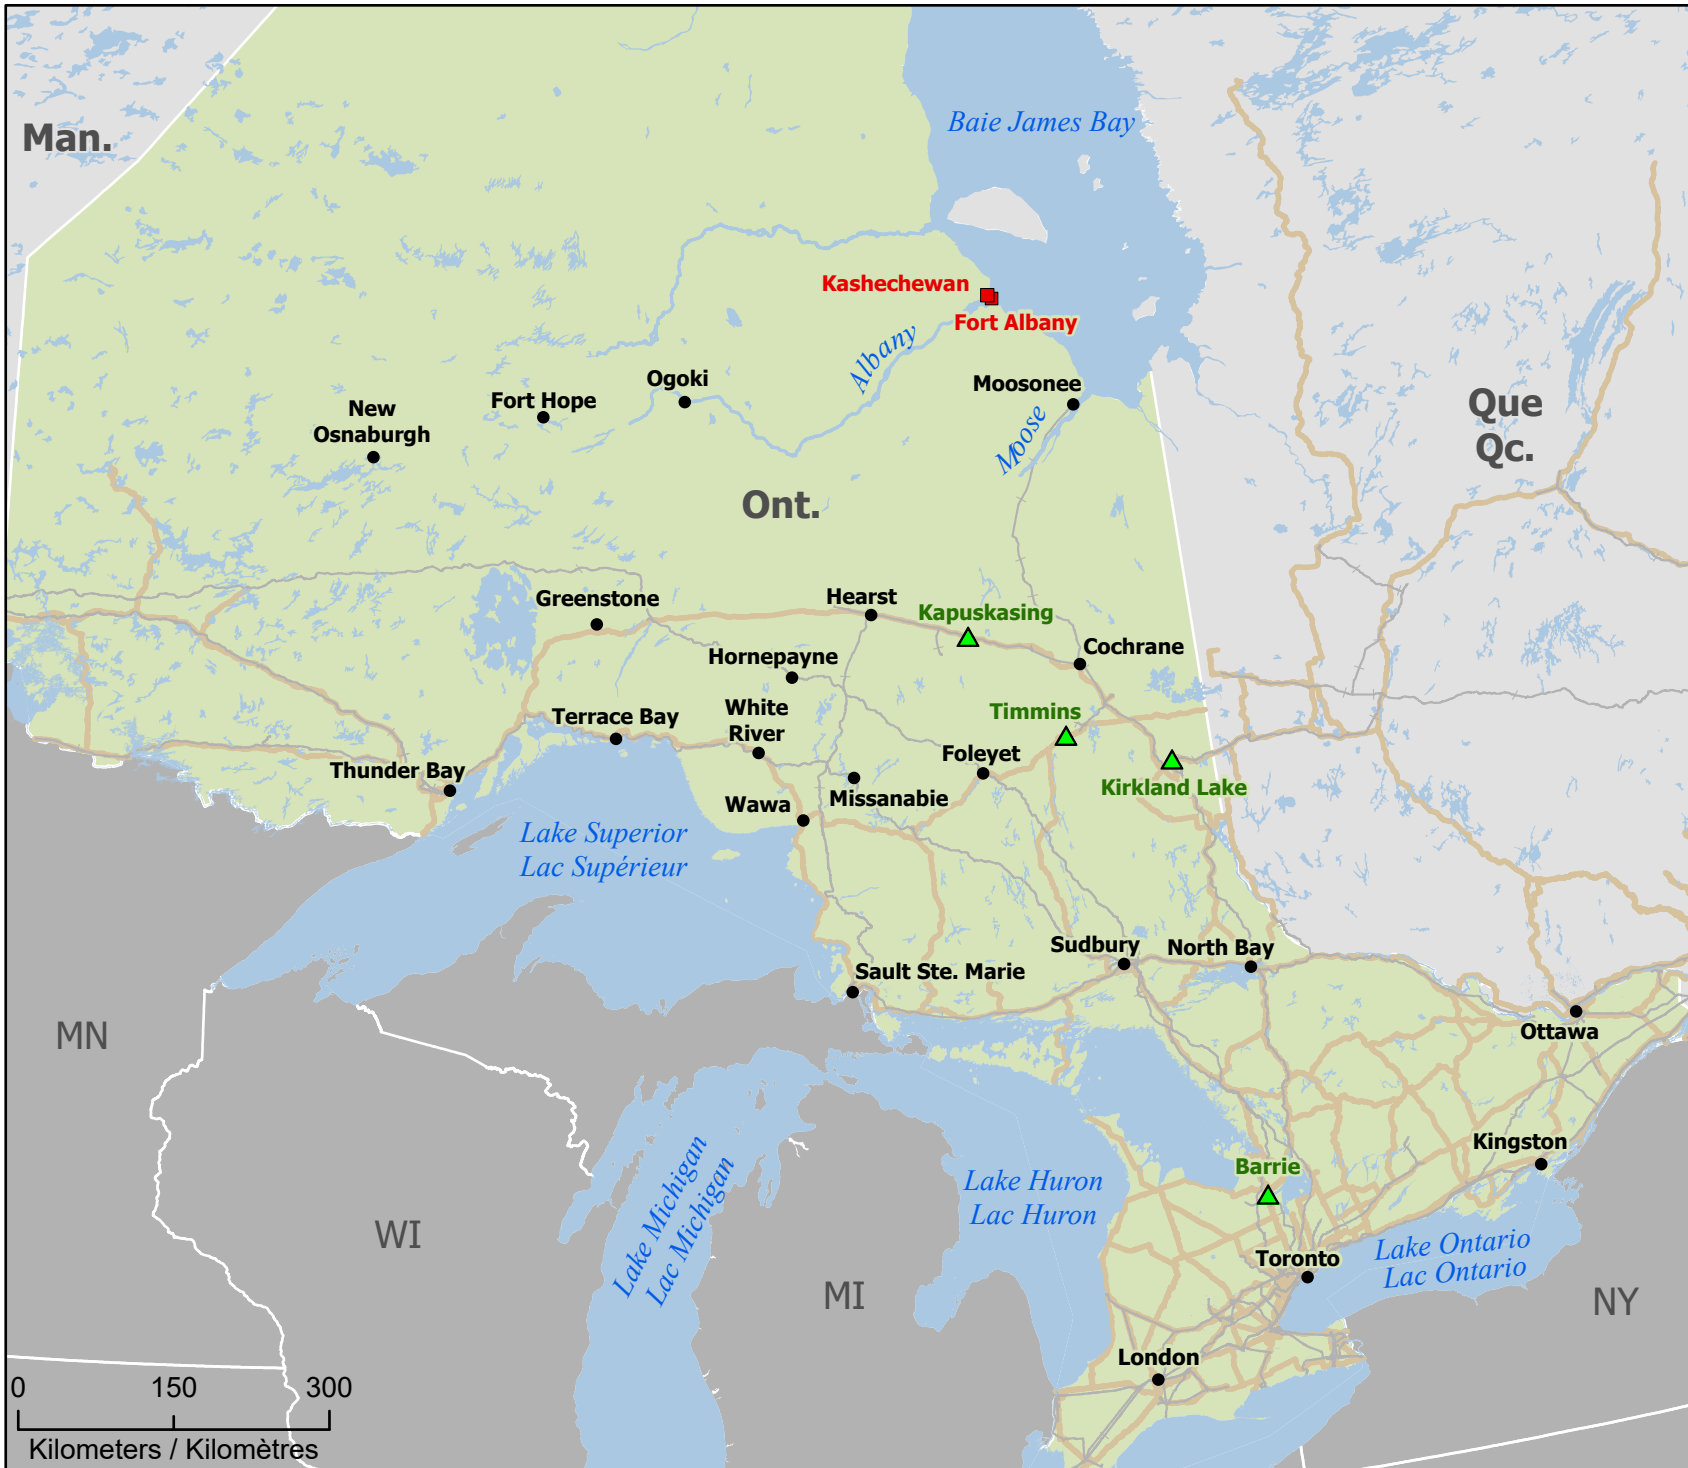 Baie James Bay
Man.
Kashechewan
Fort Albany
Albany
Ogoki
Moosonee
Fort Hope
New
Osnaburgh
Moose
Que
Qc.
Ont.
Greenstone
Hearst
Kapuskasing
Cochrane
Hornepayne
White
River
Timmins
Terrace Bay
Foleyet
Thunder Bay
Kirkland Lake
Missanabie
Wawa
Lake Superior
Lac Supérieur
Sudbury
North Bay
Sault Ste. Marie
MN
Ottawa
Kingston
Barrie
Lake Michigan
Lac Michigan
Lake Huron
Lac Huron
WI
Toronto
Lake Ontario
Lac Ontario
MI
NY
London
0 150 300
Kilometers / Kilomètres